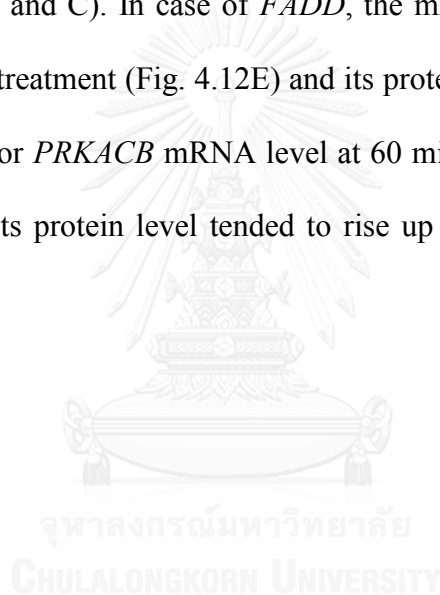 and C). In case of FADD, the m
treatment (Fig. 4.12E) and its prote
or PRKACB mRNA level at 60 mi
ts protein level tended to rise up
จุฬาลงกรณ์มหาวิทยาลัย
CHULALONGKORN UNIVERSITY